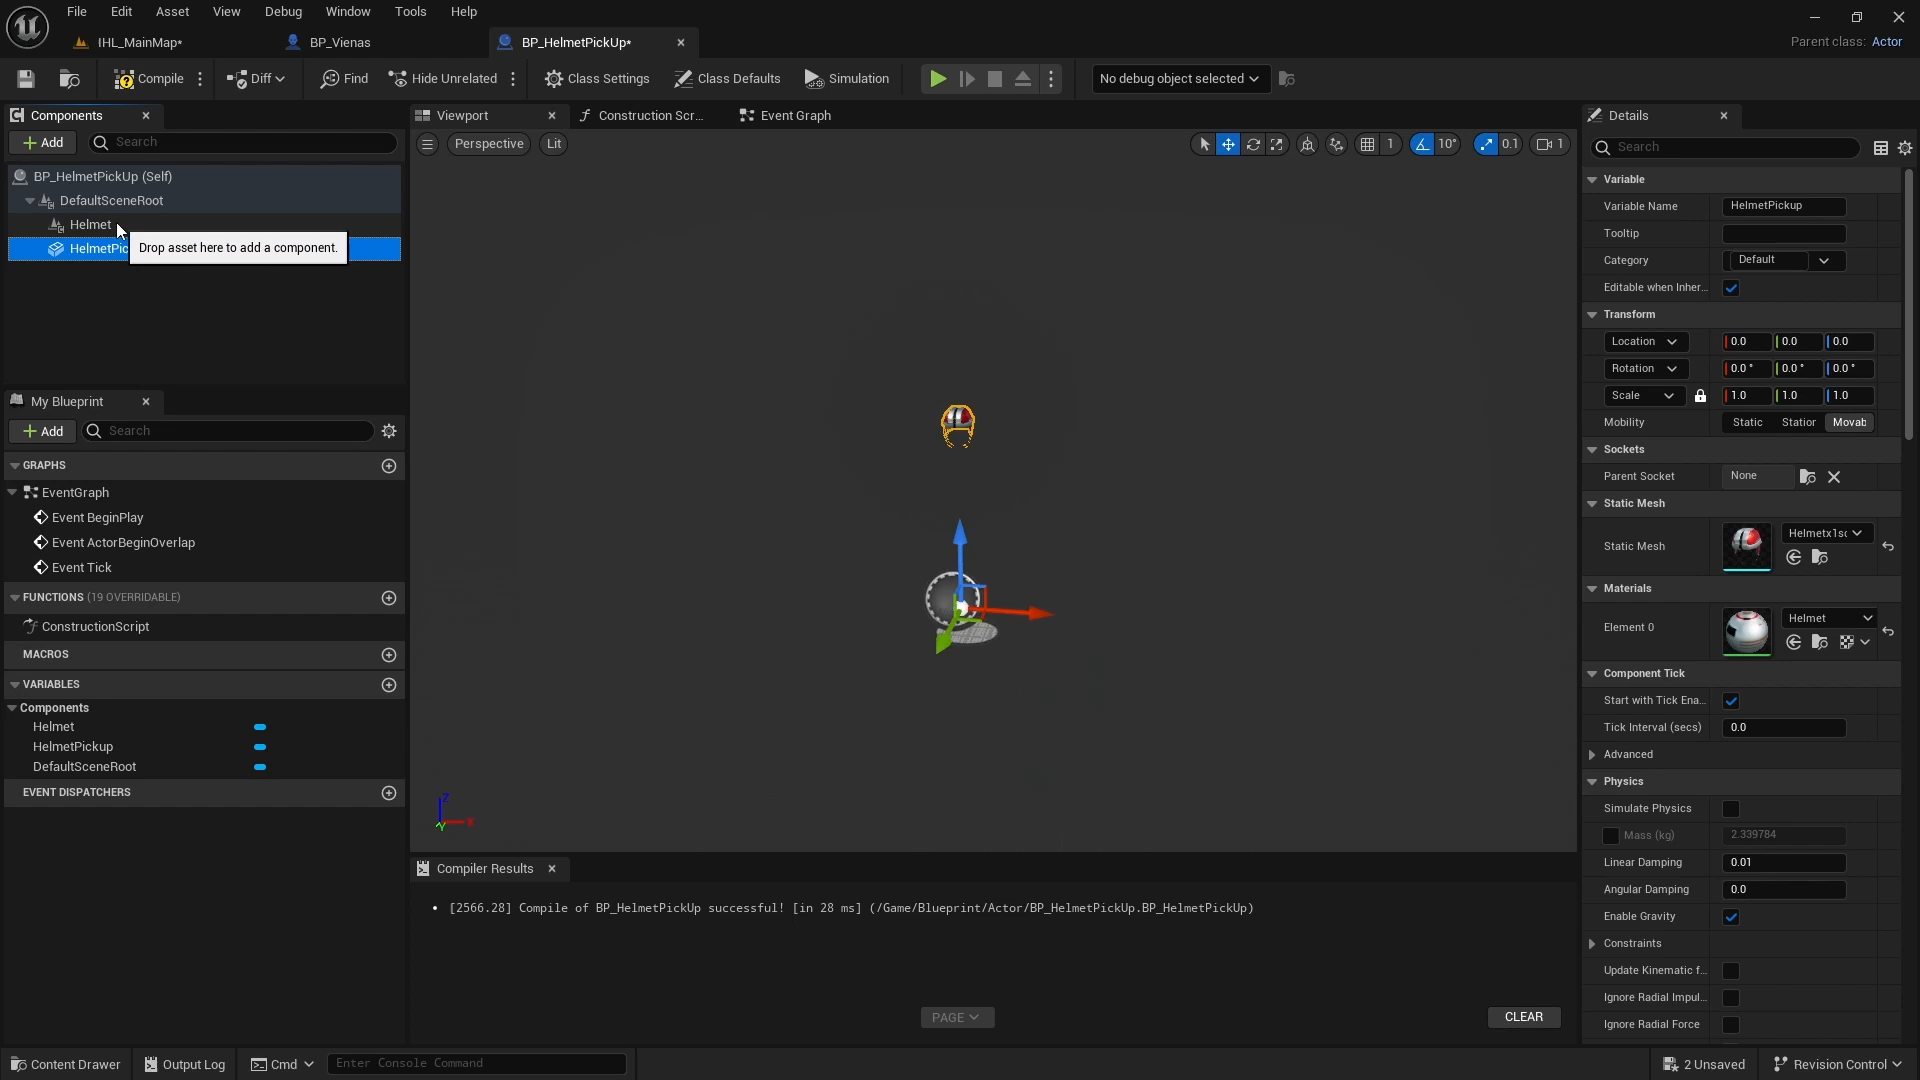 File Edit Asset View Debug Window Tools Help
IHL_MainMap* BP_Vienas BP_HelmetPickUp*
Parent class: Actor
Compile Diff Find Hide Unrelated Class Settings Class Defaults Simulation No debug object selected
Components
Add Search
BP_HelmetPickUp (Self)
DefaultSceneRoot
Helmet
HelmetPic
Drop asset here to add a component.
My Blueprint
Add Search
GRAPHS
EventGraph
Event BeginPlay
Event ActorBeginOverlap
Event Tick
FUNCTIONS (19 OVERRIDABLE)
ConstructionScript
MACROS
VARIABLES
Components
Helmet
HelmetPickup
DefaultSceneRoot
EVENT DISPATCHERS
Viewport Construction Scr... Event Graph
Perspective Lit 1 10° 0.1 1
Z
X
Y
Compiler Results
• [2566.28] Compile of BP_HelmetPickUp successful! [in 28 ms] (/Game/Blueprint/Actor/BP_HelmetPickUp.BP_HelmetPickUp)
PAGE CLEAR
Details
Search
Variable
Variable Name HelmetPickup
Tooltip
Category Default
Editable when Inher...
Transform
Location 0.0 0.0 0.0
Rotation 0.0 ° 0.0 ° 0.0 °
Scale 1.0 1.0 1.0
Mobility Static Station Movab
Sockets
Parent Socket None
Static Mesh
Static Mesh Helmetx1sc
Materials
Element 0 Helmet
Component Tick
Start with Tick Ena...
Tick Interval (secs) 0.0
Advanced
Physics
Simulate Physics
Mass (kg) 2.339784
Linear Damping 0.01
Angular Damping 0.0
Enable Gravity
Constraints
Update Kinematic f...
Ignore Radial Impul...
Ignore Radial Force
Content Drawer Output Log Cmd Enter Console Command 2 Unsaved Revision Control